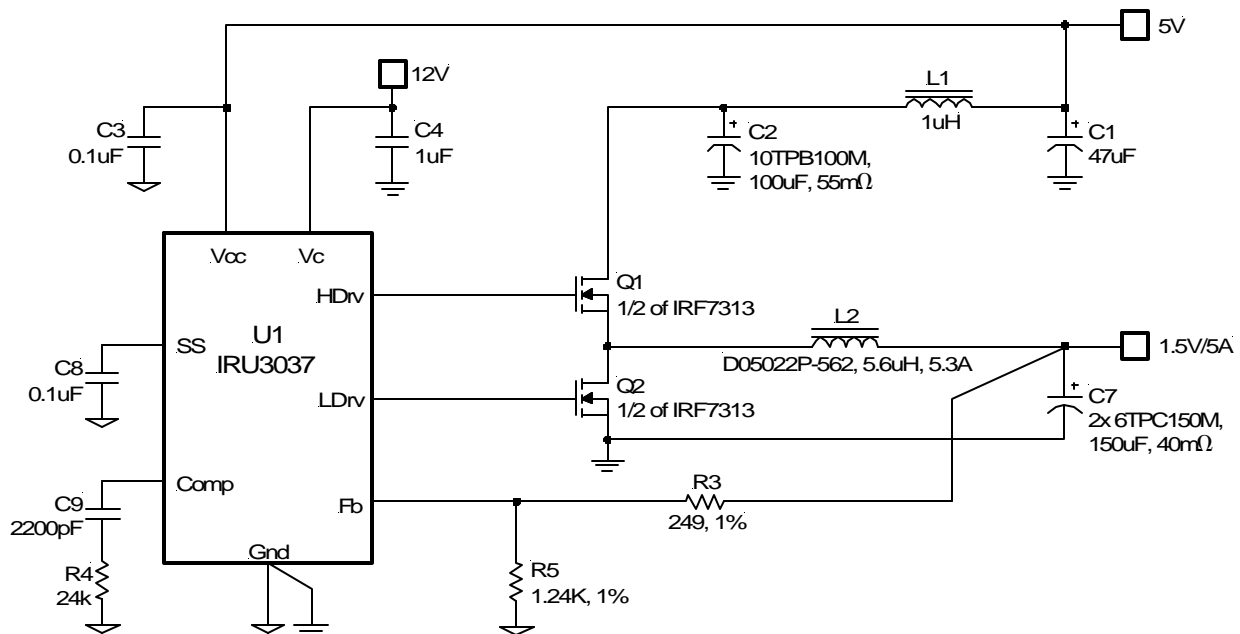 5V
12V
L1
1uH
C3
0.1uF
C4
1uF
C2
10TPB100M,
100uF, 55mΩ
C1
47uF
Vcc
Vc
HDrv
Q1
1/2 of IRF7313
U1
IRU3037
SS
C8
0.1uF
L2
D05022P-562, 5.6uH, 5.3A
1.5V/5A
LDrv
Q2
1/2 of IRF7313
C7
2x 6TPC150M,
150uF, 40mΩ
Comp
C9
2200pF
Fb
R3
249, 1%
Gnd
R4
24k
R5
1.24K, 1%